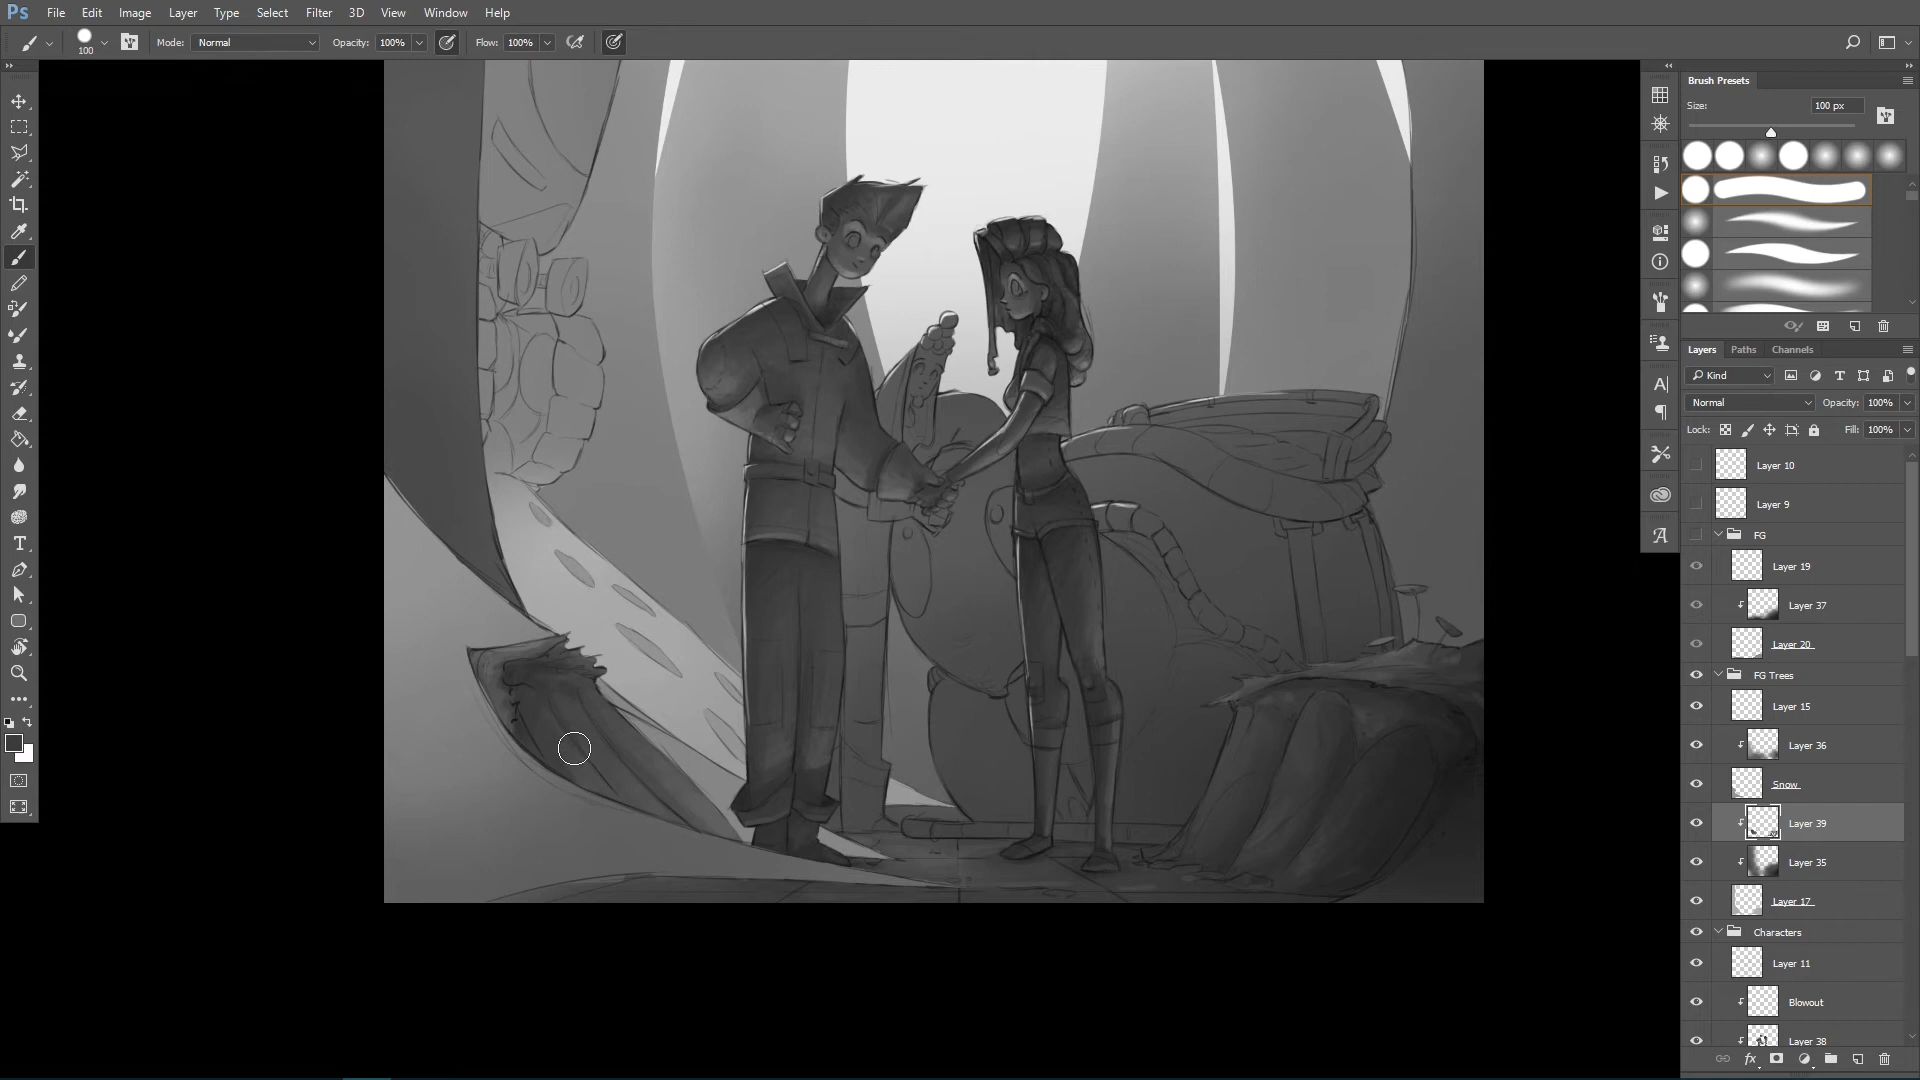 Ps File Edit Image Layer Type Select Filter 3D View Window Help
100 Mode: Normal Opacity: 100% Flow: 100%
Brush Presets
Size: 100 px
Layers Paths Channels
Kind
Normal Opacity: 100%
Lock: Fill: 100%
Layer 10
Layer 9
FG
Layer 19
Layer 37
Layer 20
FG Trees
Layer 15
Layer 36
Snow
Layer 39
Layer 35
Layer 17
Characters
Layer 11
Blowout
Layer 38
fx